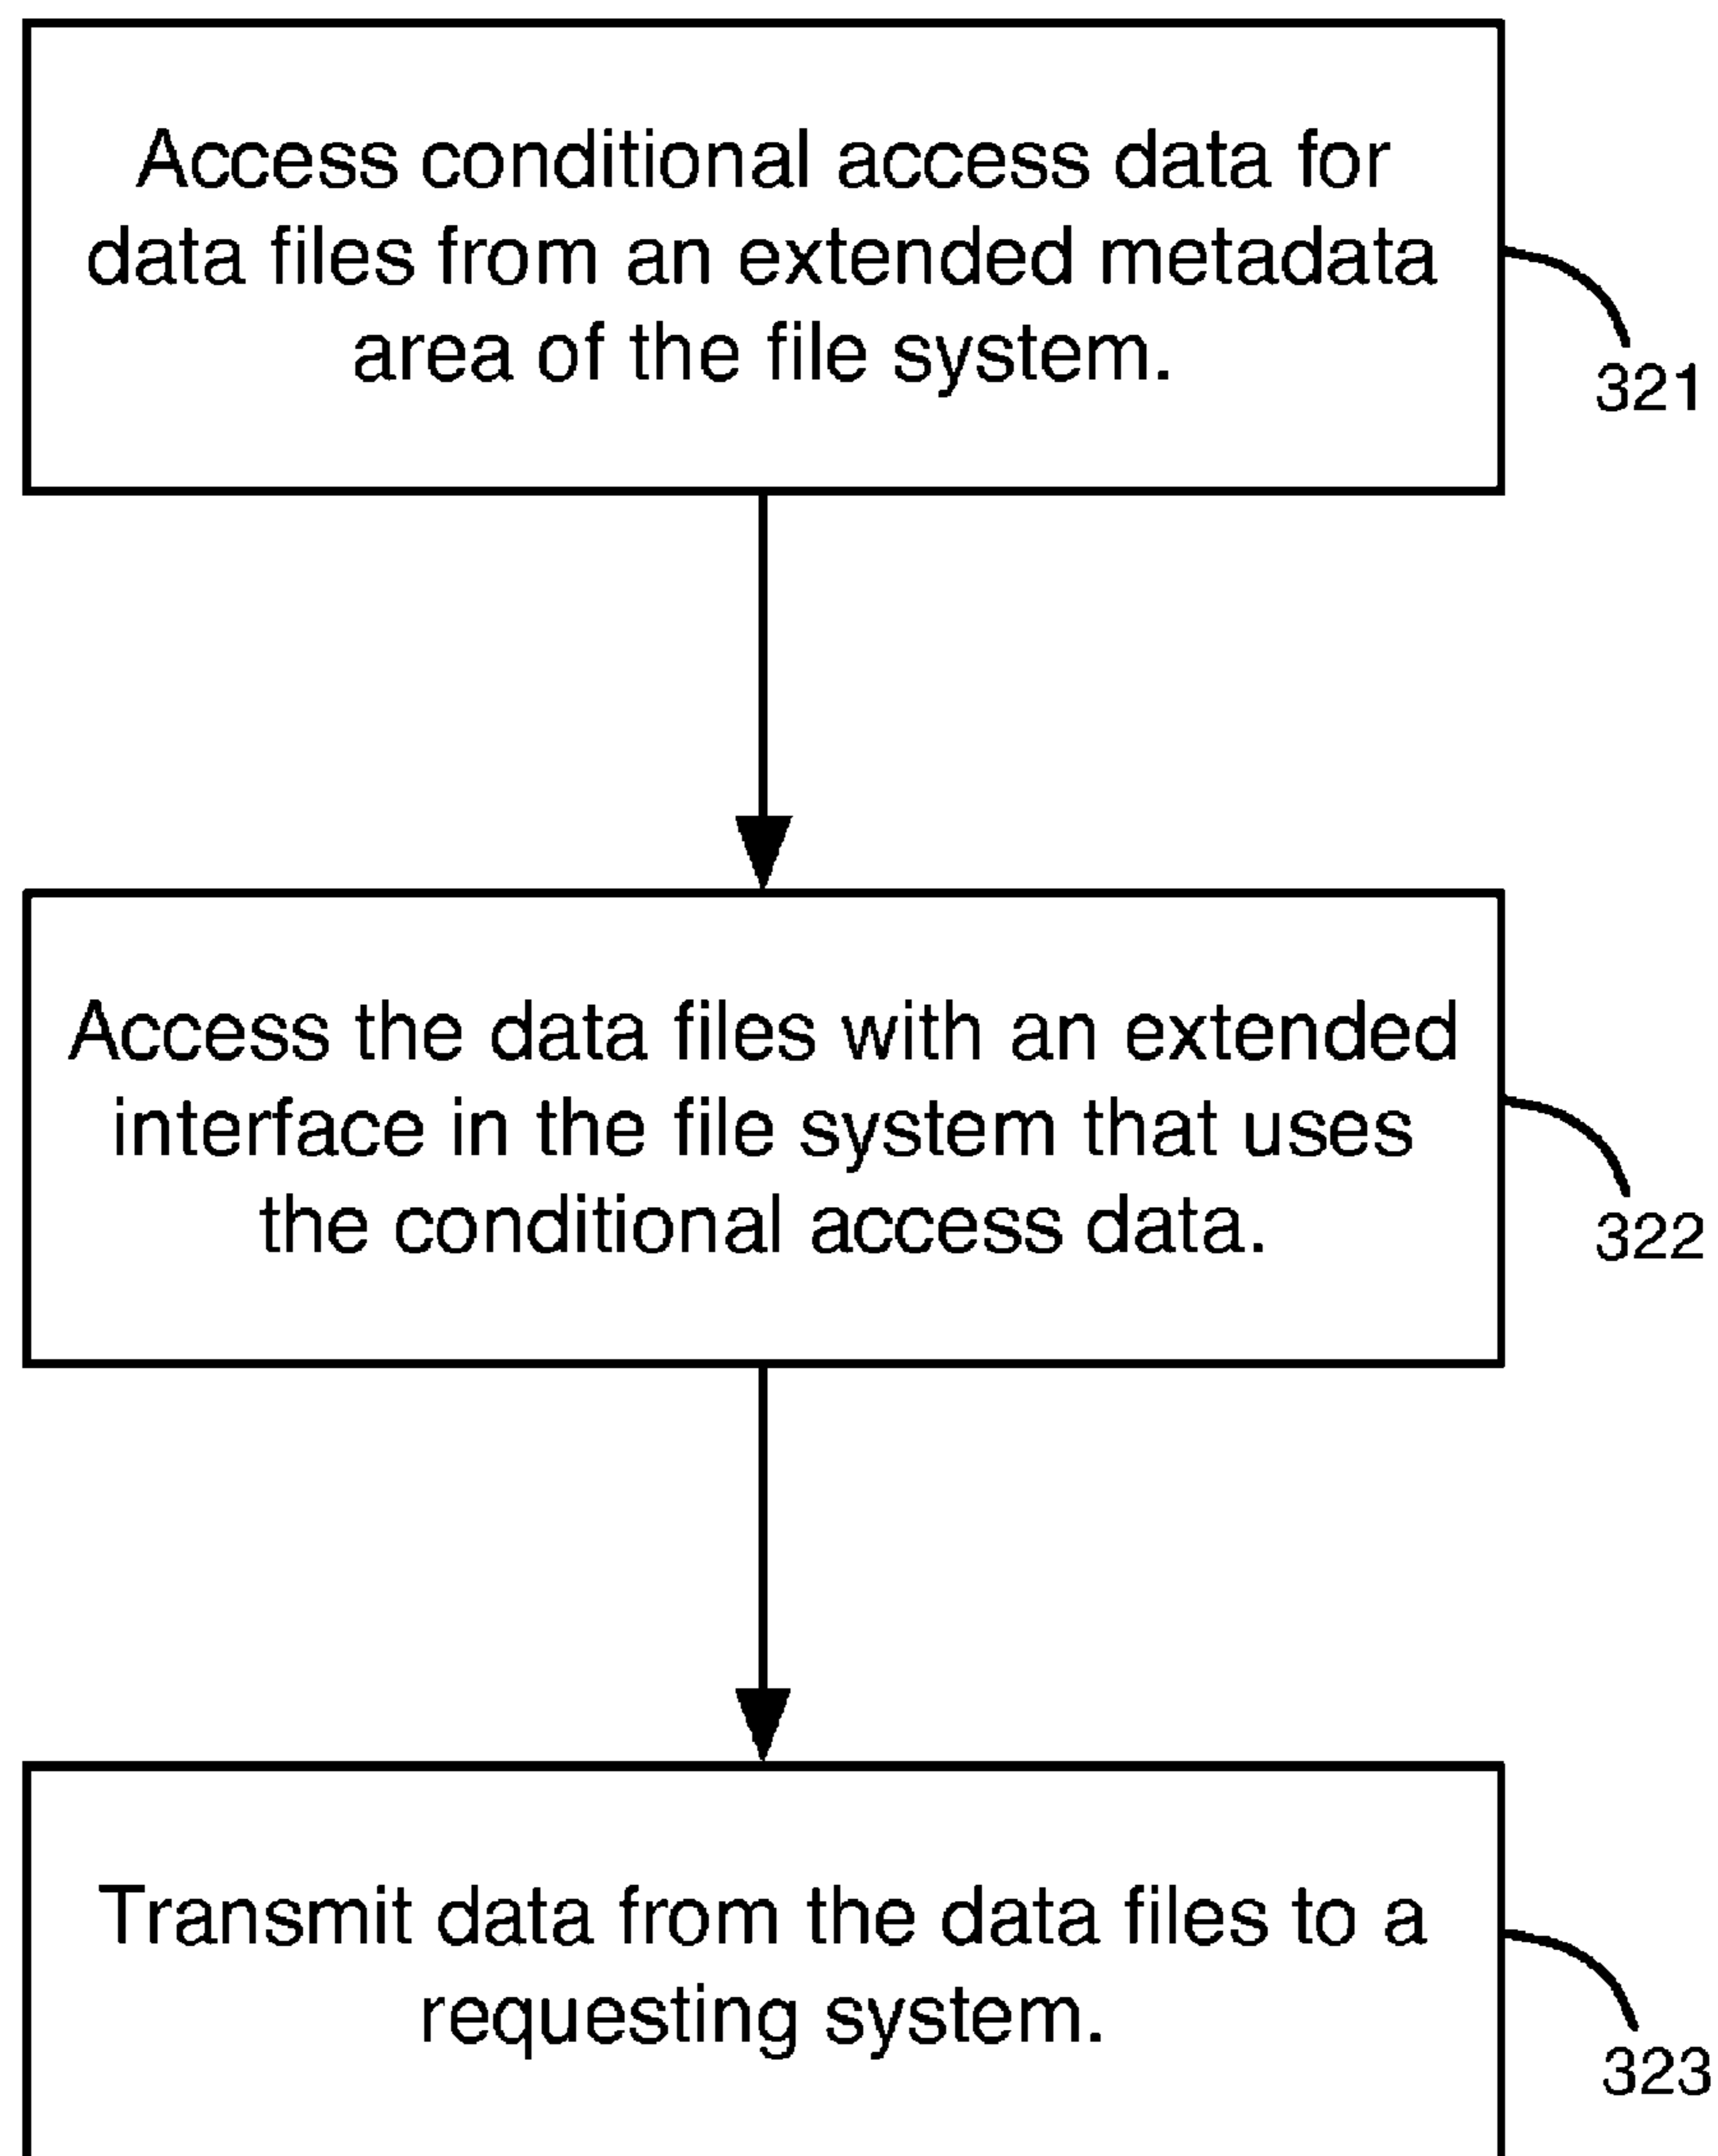 Access conditional access data for
data files from an extended metadata
area of the file system.
321
Access the data files with an extended
interface in the file system that uses
the conditional access data.
322
Transmit data from the data files to a
requesting system.
323